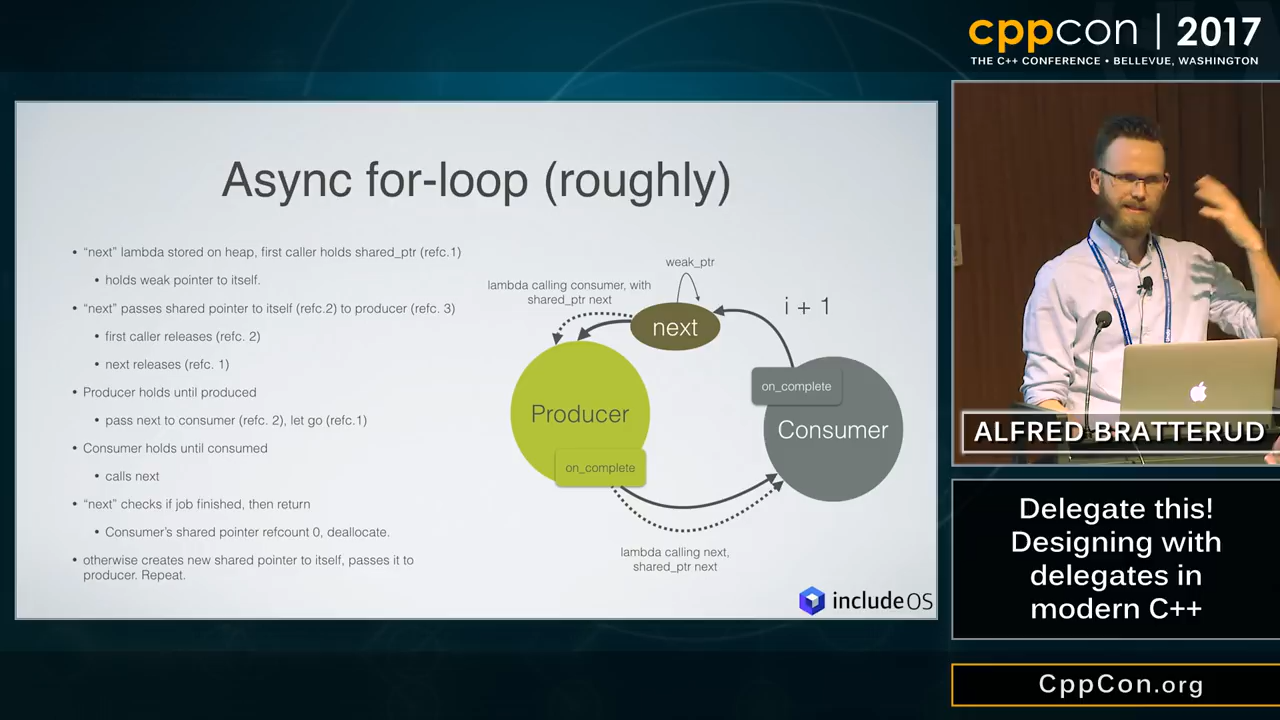 cppcon | 2017
THE C++ CONFERENCE • BELLEVUE, WASHINGTON
Async for-loop (roughly)
• "next" lambda stored on heap, first caller holds shared_ptr (refc.1)
• holds weak pointer to itself.
• "next" passes shared pointer to itself (refc.2) to producer (refc. 3)
• first caller releases (refc. 2)
• next releases (refc. 1)
• Producer holds until produced
• pass next to consumer (refc. 2), let go (refc.1)
• Consumer holds until consumed
• calls next
• "next" checks if job finished, then return
• Consumer's shared pointer refcount 0, deallocate.
• otherwise creates new shared pointer to itself, passes it to
producer. Repeat.
weak_ptr
lambda calling consumer, with
shared_ptr next
i + 1
next
on_complete
Producer
Consumer
on_complete
lambda calling next,
shared_ptr next
includeOS
ALFRED BRATTERUD
Delegate this!
Designing with
delegates in
modern C++
CppCon.org